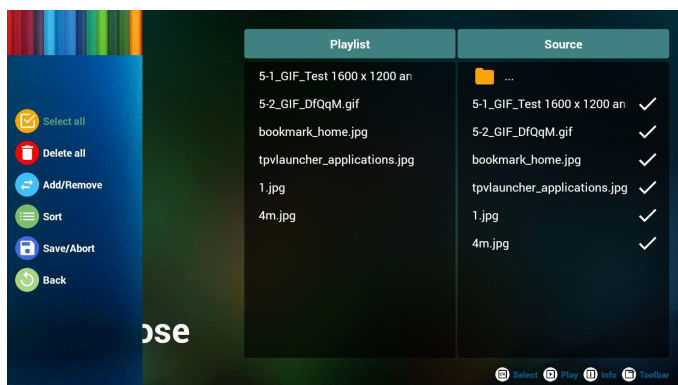 Playlist
Source
5-1_GIF_Test 1600 x 1200 an
5-2_GIF_DfQqM.gif
bookmark_home.jpg
tpvlauncher_applications.jpg
1.jpg
4m.jpg
...
5-1_GIF_Test 1600 x 1200 an
5-2_GIF_DfQqM.gif
bookmark_home.jpg
tpvlauncher_applications.jpg
1.jpg
4m.jpg
Select all
Delete all
Add/Remove
Sort
Save/Abort
Back
ose
Select Play Info Toolbar